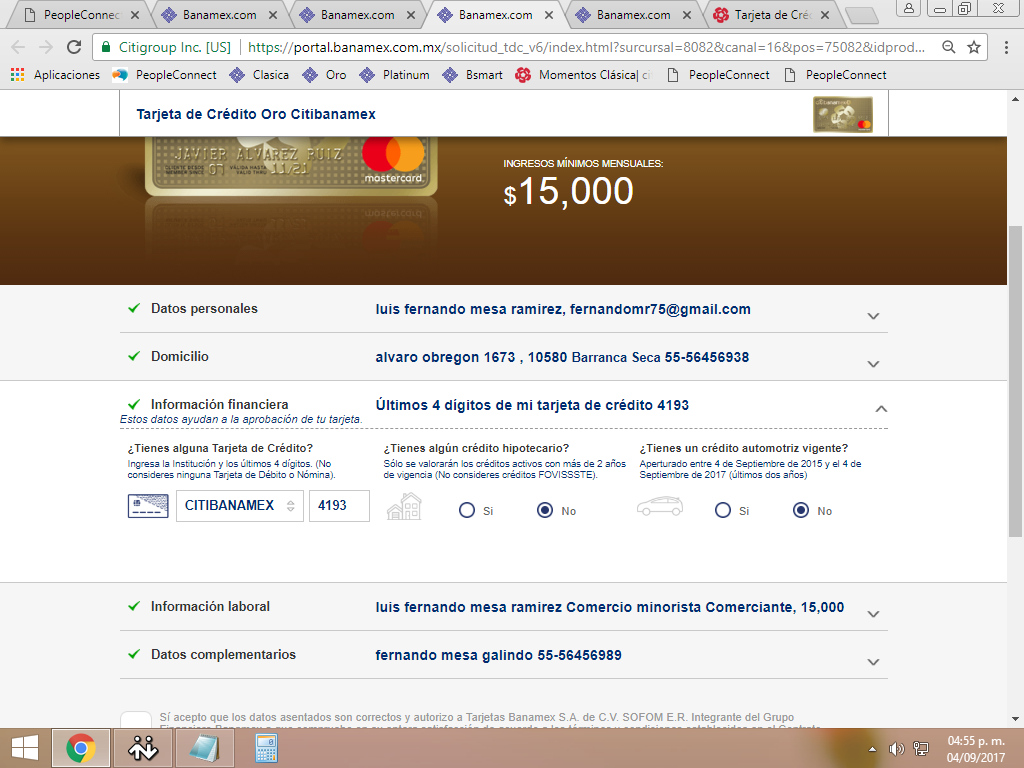 PeopleConnec
Banamex.com
Banamex.com
Banamex.com
Banamex.com
Tarjeta de Cré
Citigroup Inc. [US]
https://portal.banamex.com.mx/solicitud_tdc_v6/index.html?surcursal=8082&canal=16&pos=75082&idprod...
Aplicaciones
PeopleConnect
Clasica
Oro
Platinum
Bsmart
Momentos Clásica| ci
PeopleConnect
PeopleConnect
Tarjeta de Crédito Oro Citibanamex
JAVIER ALVAREZ RUIZ
07
11/21
mastercard.
INGRESOS MÍNIMOS MENSUALES:
$15,000
Datos personales
luis fernando mesa ramirez, fernandomr75@gmail.com
Domicilio
alvaro obregon 1673 , 10580 Barranca Seca 55-56456938
Información financiera
Últimos 4 dígitos de mi tarjeta de crédito 4193
Estos datos ayudan a la aprobación de tu tarjeta.
¿Tienes alguna Tarjeta de Crédito?
Ingresa la Institución y los últimos 4 dígitos. (No
consideres ninguna Tarjeta de Débito o Nómina).
CITIBANAMEX
4193
¿Tienes algún crédito hipotecario?
Sólo se valorarán los créditos activos con más de 2 años
de vigencia (No consideres créditos FOVISSSTE).
Si
No
¿Tienes un crédito automotriz vigente?
Aperturado entre 4 de Septiembre de 2015 y el 4 de
Septiembre de 2017 (últimos dos años)
Si
No
Información laboral
luis fernando mesa ramirez Comercio minorista Comerciante, 15,000
Datos complementarios
fernando mesa galindo 55-56456989
Sí acepto que los datos asentados son correctos y autorizo a Tarjetas Banamex S.A. de C.V. SOFOM E.R. Integrante del Grupo
04:55 p. m.
04/09/2017